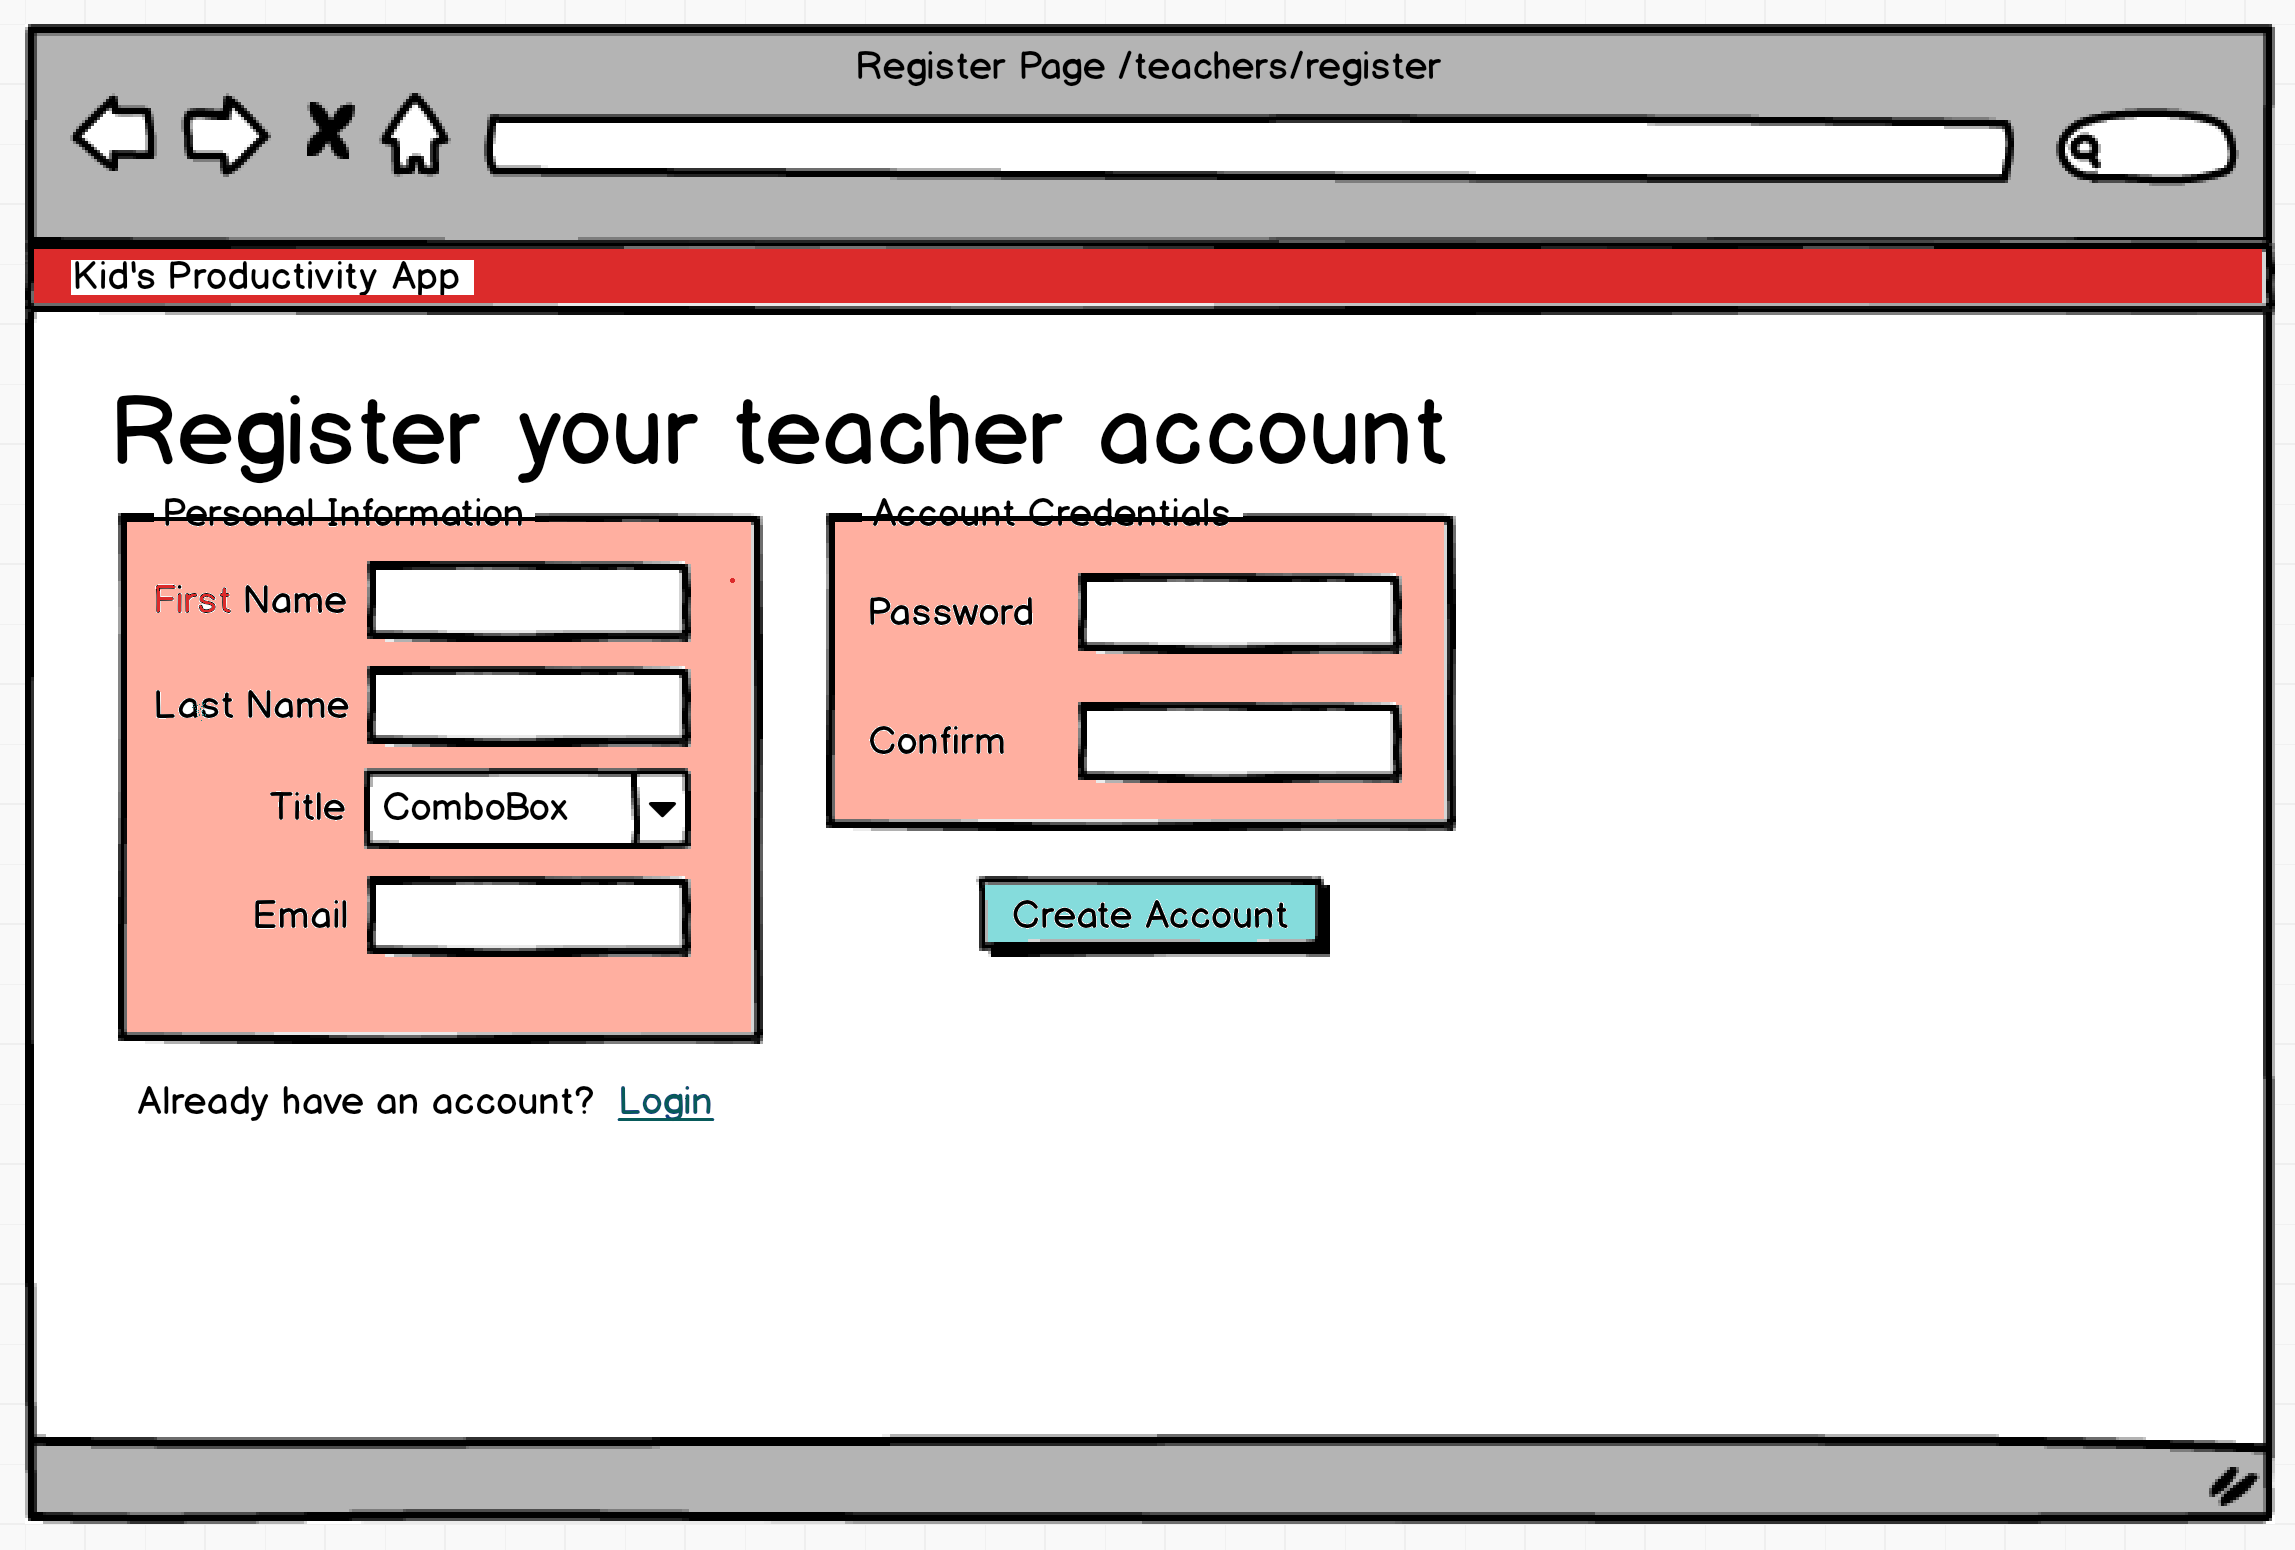 Register Page /teachers/register
Kid's Productivity App
Register your teacher account
Personal Information
First Name
Last Name
Title ComboBox
Email
Account Credentials
Password
Confirm
Create Account
Already have an account? Login